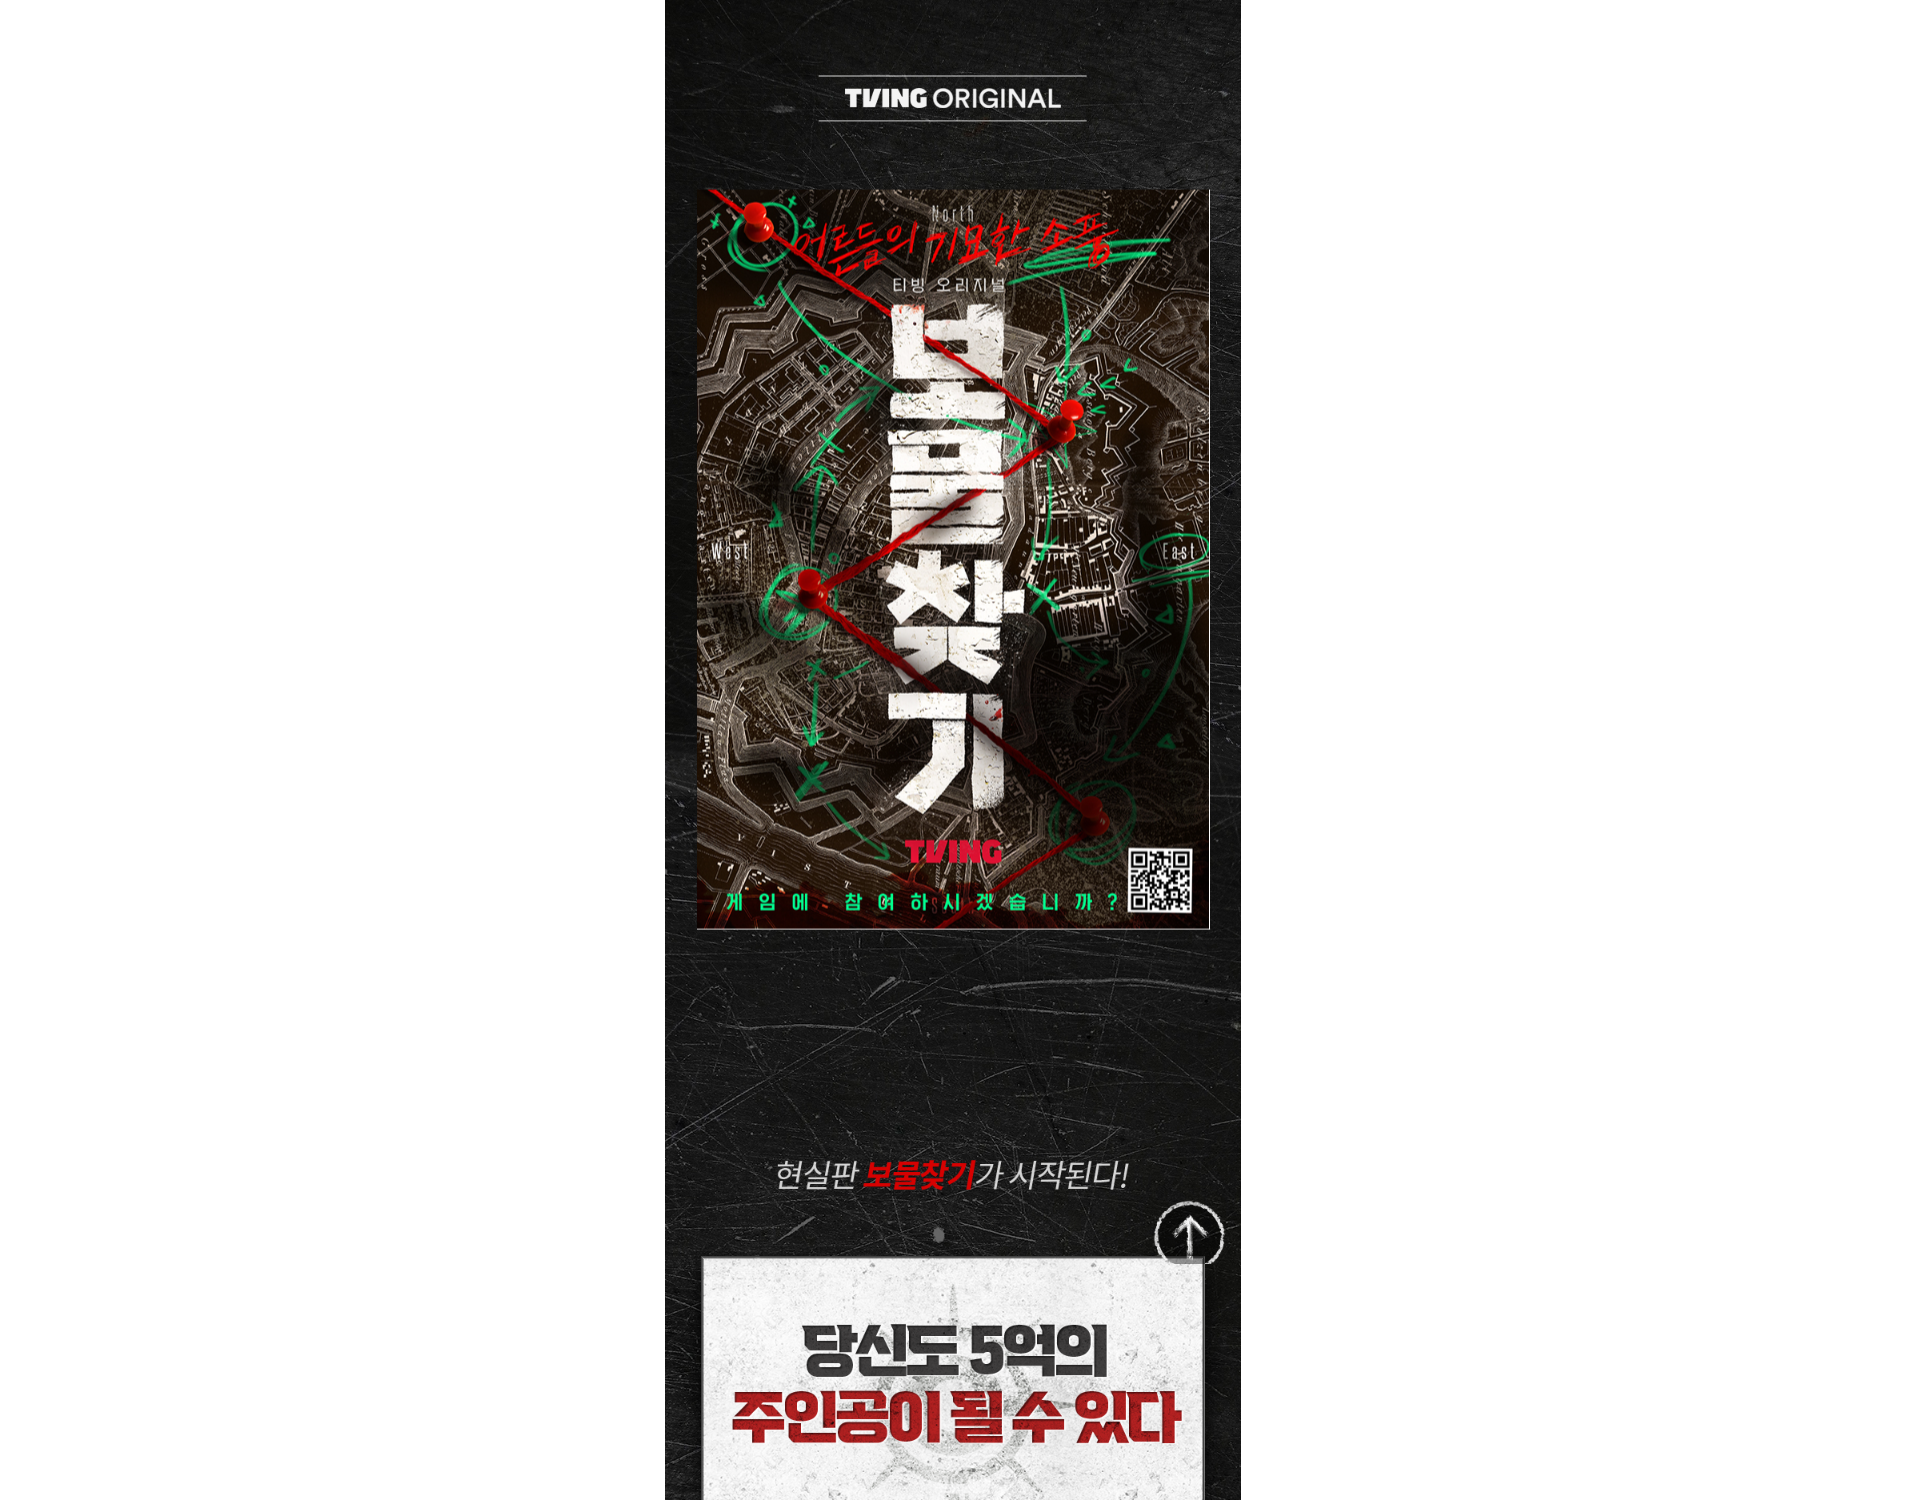 TVING ORIGINAL
North
어른들의 기묘한 소풍
티빙 오리지널
보물찾기
West
East
TVING
게임에 참여하시겠습니까?
현실판 보물찾기가 시작된다!
당신도 5억의
주인공이 될 수 있다